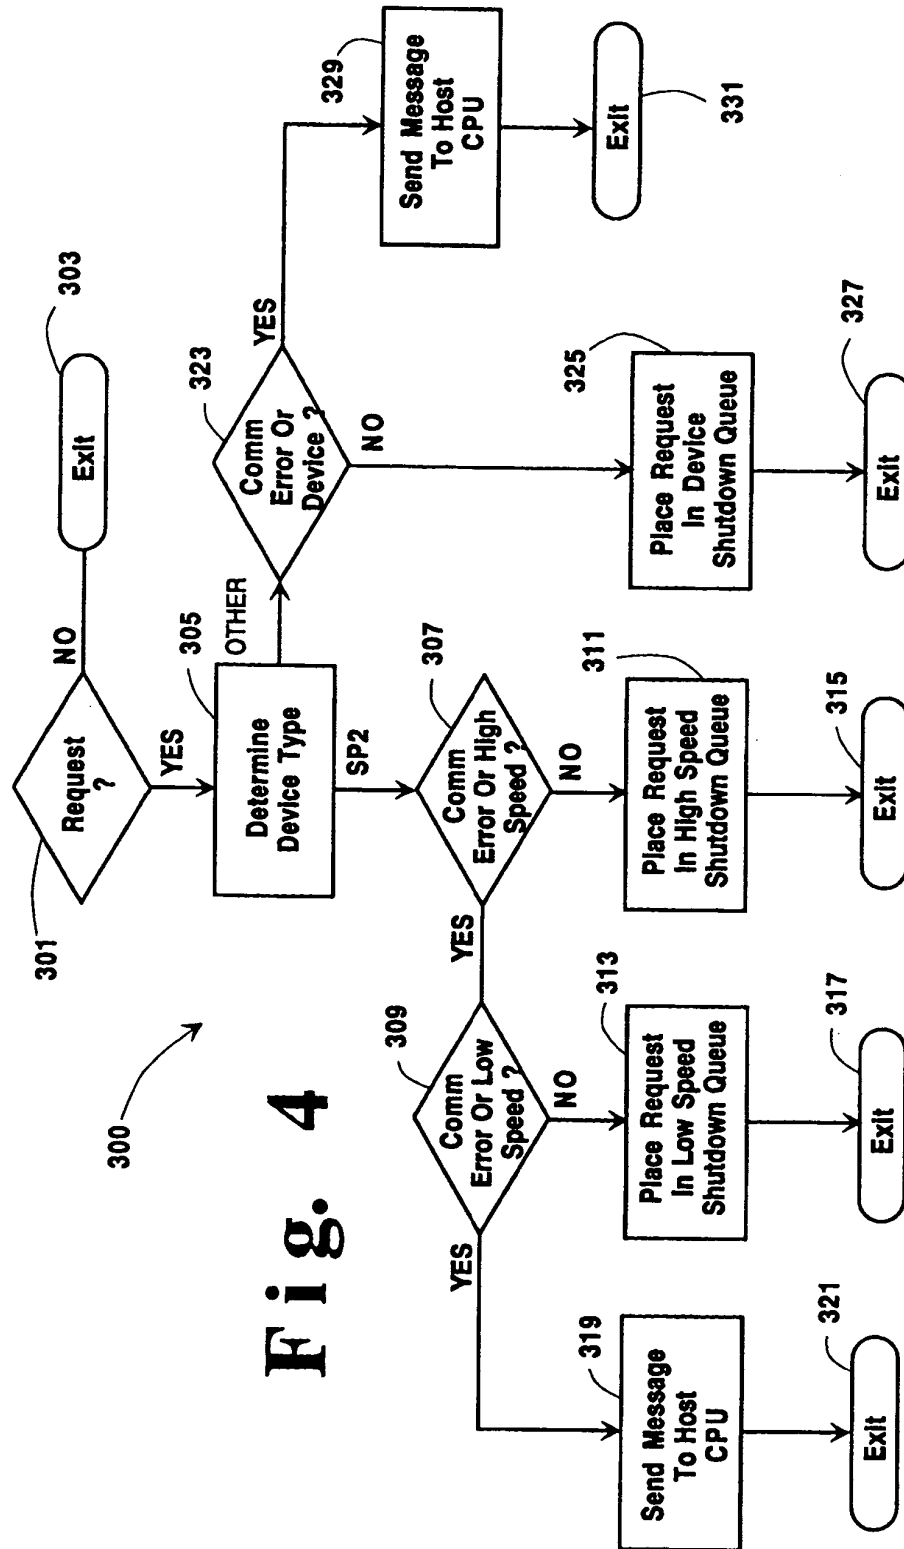 Fig. 4
300
301
Request
?
NO
303
Exit
YES
305
Determine
Device Type
OTHER
323
Comm
Error Or
Device ?
YES
329
Send Message
To Host
CPU
331
Exit
NO
325
Place Request
In Device
Shutdown Queue
327
Exit
SP2
307
Comm
Error Or High
Speed ?
NO
311
Place Request
In High Speed
Shutdown Queue
315
Exit
YES
309
Comm
Error Or Low
Speed ?
NO
313
Place Request
In Low Speed
Shutdown Queue
317
Exit
YES
319
Send Message
To Host
CPU
321
Exit